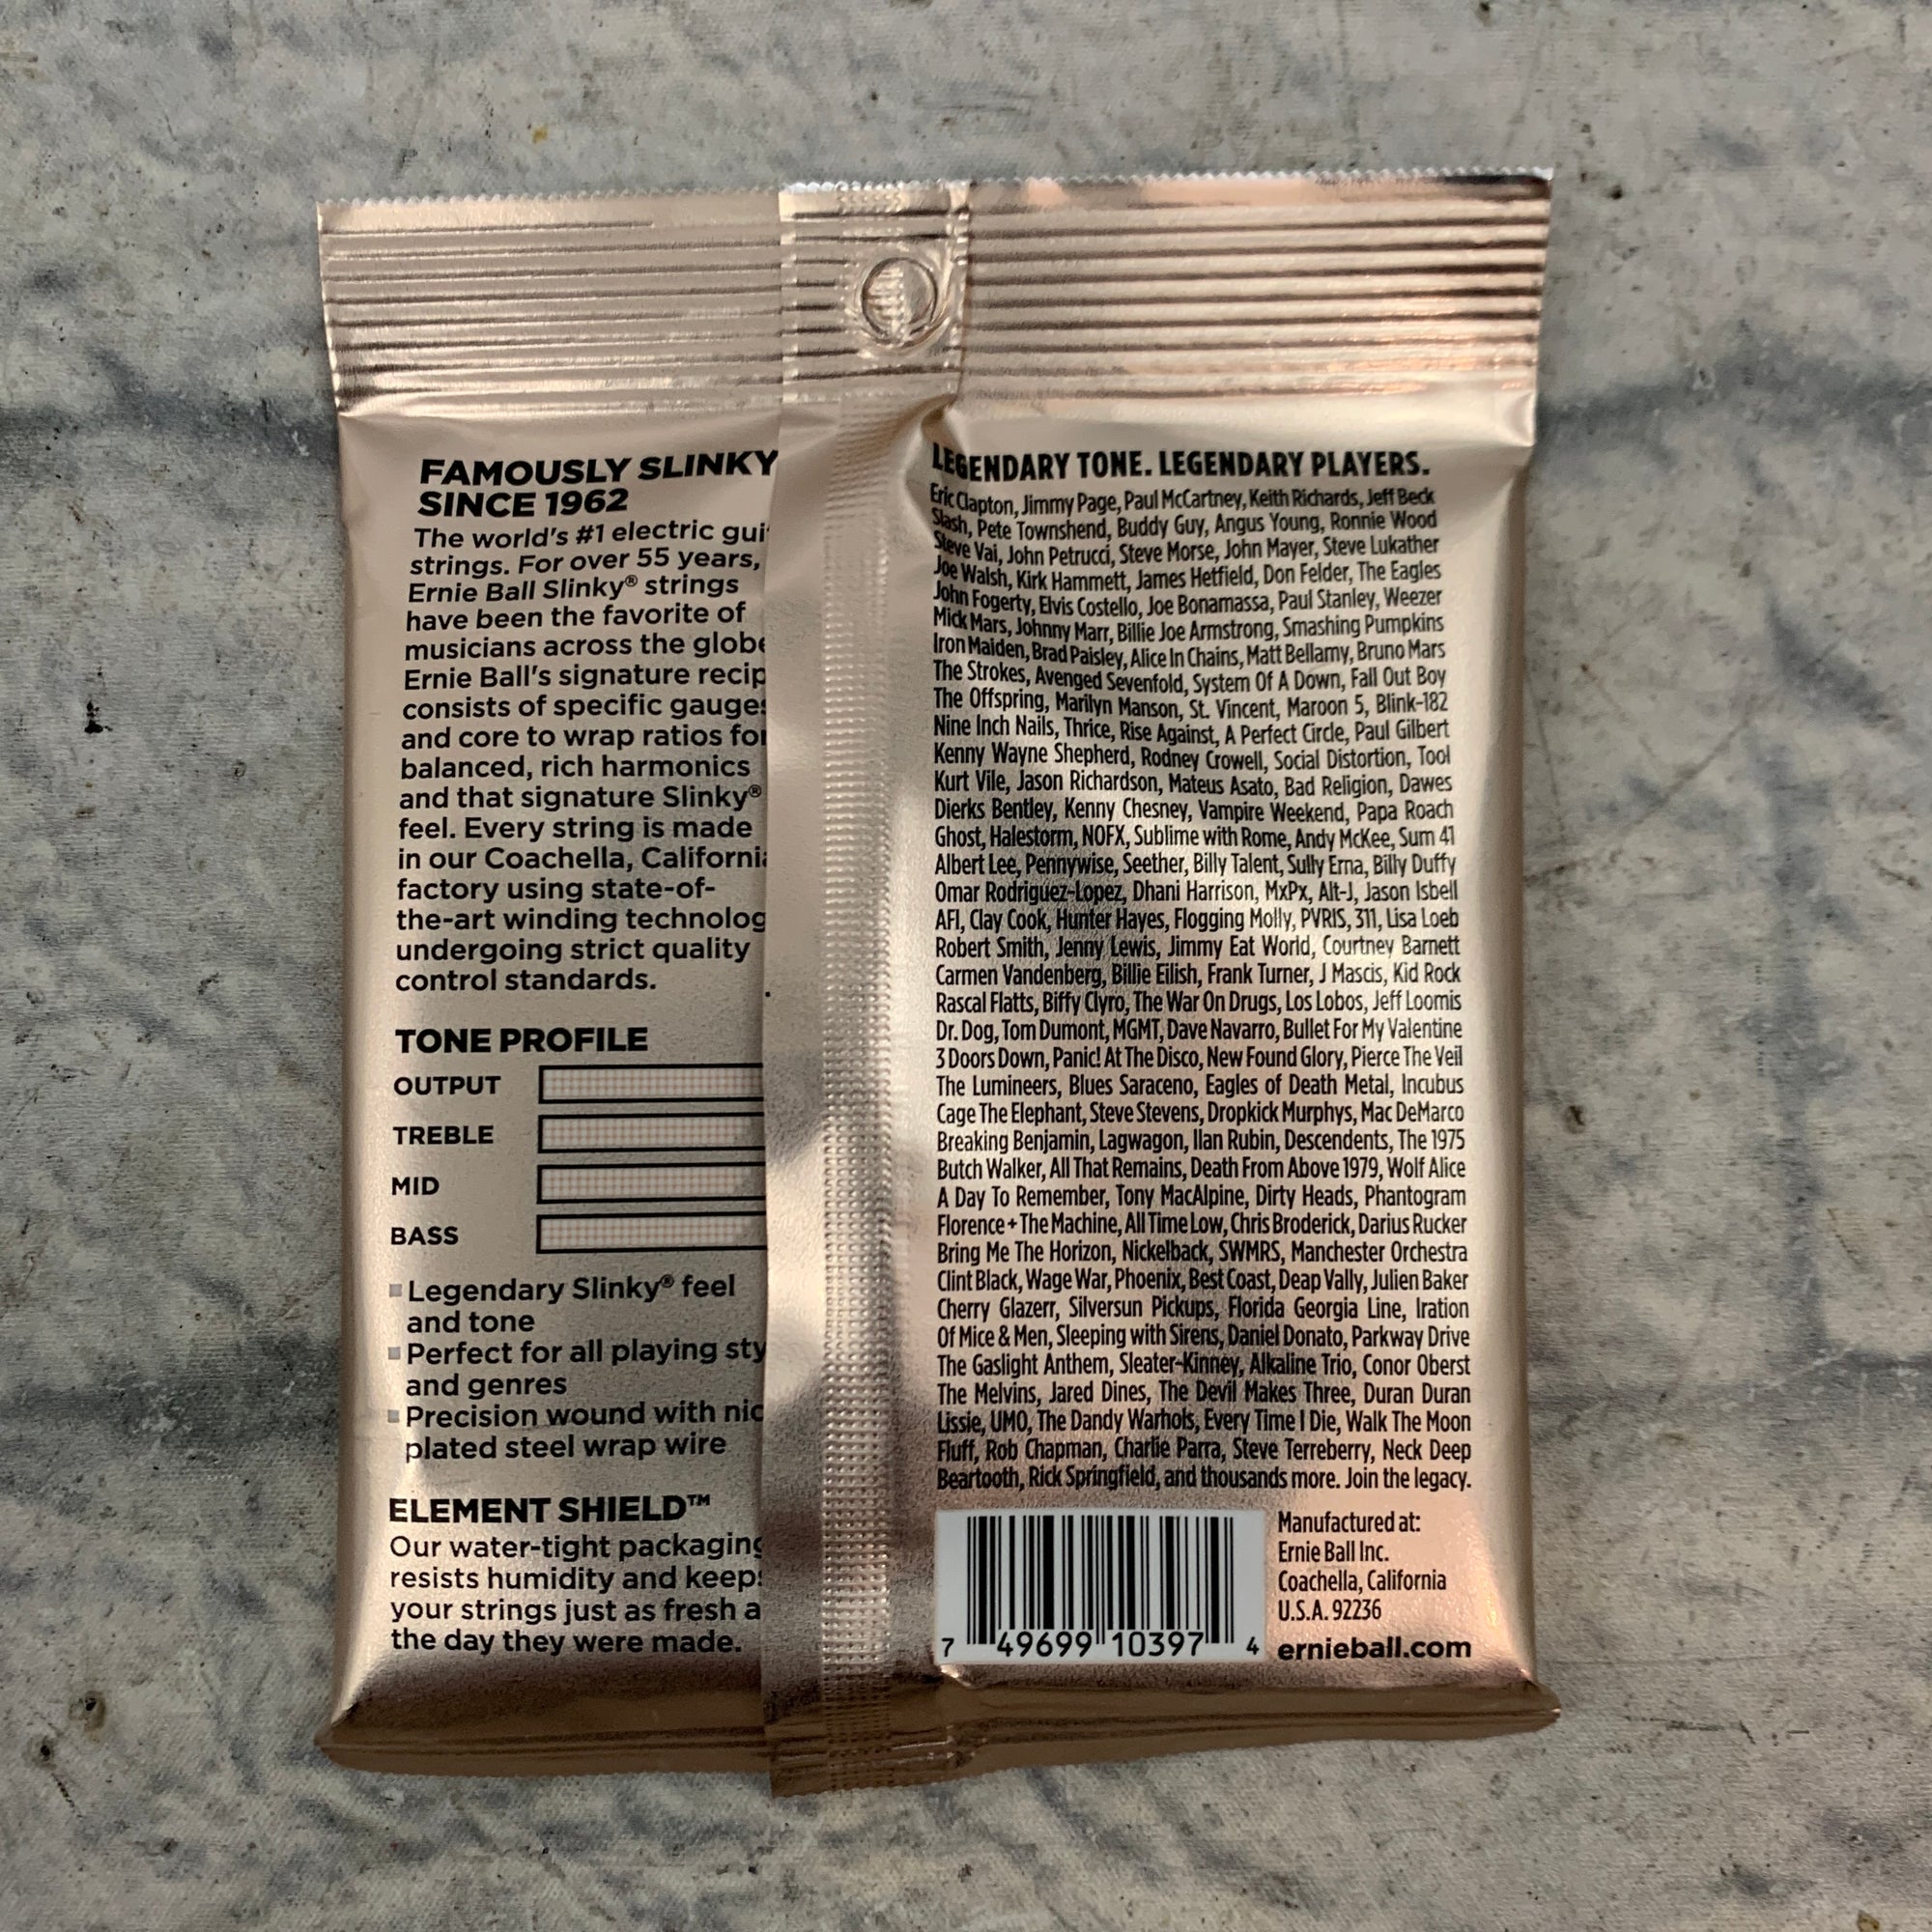 FAMOUSLY SLINKY
SINCE 1962
The world's #1 electric gui
strings. For over 55 years,
Ernie Ball Slinky® strings
have been the favorite of
musicians across the globe
Ernie Ball's signature recip
consists of specific gauges
and core to wrap ratios for
balanced, rich harmonics
and that signature Slinky®
feel. Every string is made
in our Coachella, California
factory using state-of-
the-art winding technolog
undergoing strict quality
control standards.
TONE PROFILE
OUTPUT
TREBLE
MID
BASS
Legendary Slinky® feel
and tone
Perfect for all playing sty
and genres
Precision wound with nic
plated steel wrap wire
ELEMENT SHIELD™
Our water-tight packaging
resists humidity and keeps
your strings just as fresh a
the day they were made.
LEGENDARY TONE. LEGENDARY PLAYERS.
Eric Clapton, Jimmy Page, Paul McCartney, Keith Richards, Jeff Beck
Slash, Pete Townshend, Buddy Guy, Angus Young, Ronnie Wood
Steve Vai, John Petrucci, Steve Morse, John Mayer, Steve Lukather
Joe Walsh, Kirk Hammett, James Hetfield, Don Felder, The Eagles
John Fogerty, Elvis Costello, Joe Bonamassa, Paul Stanley, Weezer
Mick Mars, Johnny Marr, Billie Joe Armstrong, Smashing Pumpkins
Iron Maiden, Brad Paisley, Alice In Chains, Matt Bellamy, Bruno Mars
The Strokes, Avenged Sevenfold, System Of A Down, Fall Out Boy
The Offspring, Marilyn Manson, St. Vincent, Maroon 5, Blink-182
Nine Inch Nails, Thrice, Rise Against, A Perfect Circle, Paul Gilbert
Kenny Wayne Shepherd, Rodney Crowell, Social Distortion, Tool
Kurt Vile, Jason Richardson, Mateus Asato, Bad Religion, Dawes
Dierks Bentley, Kenny Chesney, Vampire Weekend, Papa Roach
Ghost, Halestorm, NOFX, Sublime with Rome, Andy McKee, Sum 41
Albert Lee, Pennywise, Seether, Billy Talent, Sully Erna, Billy Duffy
Omar Rodriguez-Lopez, Dhani Harrison, MxPx, Alt-J, Jason Isbell
AFI, Clay Cook, Hunter Hayes, Flogging Molly, PVRIS, 311, Lisa Loeb
Robert Smith, Jenny Lewis, Jimmy Eat World, Courtney Barnett
Carmen Vandenberg, Billie Eilish, Frank Turner, J Mascis, Kid Rock
Rascal Flatts, Biffy Clyro, The War On Drugs, Los Lobos, Jeff Loomis
Dr. Dog, Tom Dumont, MGMT, Dave Navarro, Bullet For My Valentine
3 Doors Down, Panic! At The Disco, New Found Glory, Pierce The Veil
The Lumineers, Blues Saraceno, Eagles of Death Metal, Incubus
Cage The Elephant, Steve Stevens, Dropkick Murphys, Mac DeMarco
Breaking Benjamin, Lagwagon, Ilan Rubin, Descendents, The 1975
Butch Walker, All That Remains, Death From Above 1979, Wolf Alice
A Day To Remember, Tony MacAlpine, Dirty Heads, Phantogram
Florence + The Machine, All Time Low, Chris Broderick, Darius Rucker
Bring Me The Horizon, Nickelback, SWMRS, Manchester Orchestra
Clint Black, Wage War, Phoenix, Best Coast, Deap Vally, Julien Baker
Cherry Glazerr, Silversun Pickups, Florida Georgia Line, Iration
Of Mice & Men, Sleeping with Sirens, Daniel Donato, Parkway Drive
The Gaslight Anthem, Sleater-Kinney, Alkaline Trio, Conor Oberst
The Melvins, Jared Dines, The Devil Makes Three, Duran Duran
Lissie, UMO, The Dandy Warhols, Every Time I Die, Walk The Moon
Fluff, Rob Chapman, Charlie Parra, Steve Terreberry, Neck Deep
Beartooth, Rick Springfield, and thousands more. Join the legacy.
7 49699 10397 4
Manufactured at:
Ernie Ball Inc.
Coachella, California
U.S.A. 92236
ernieball.com